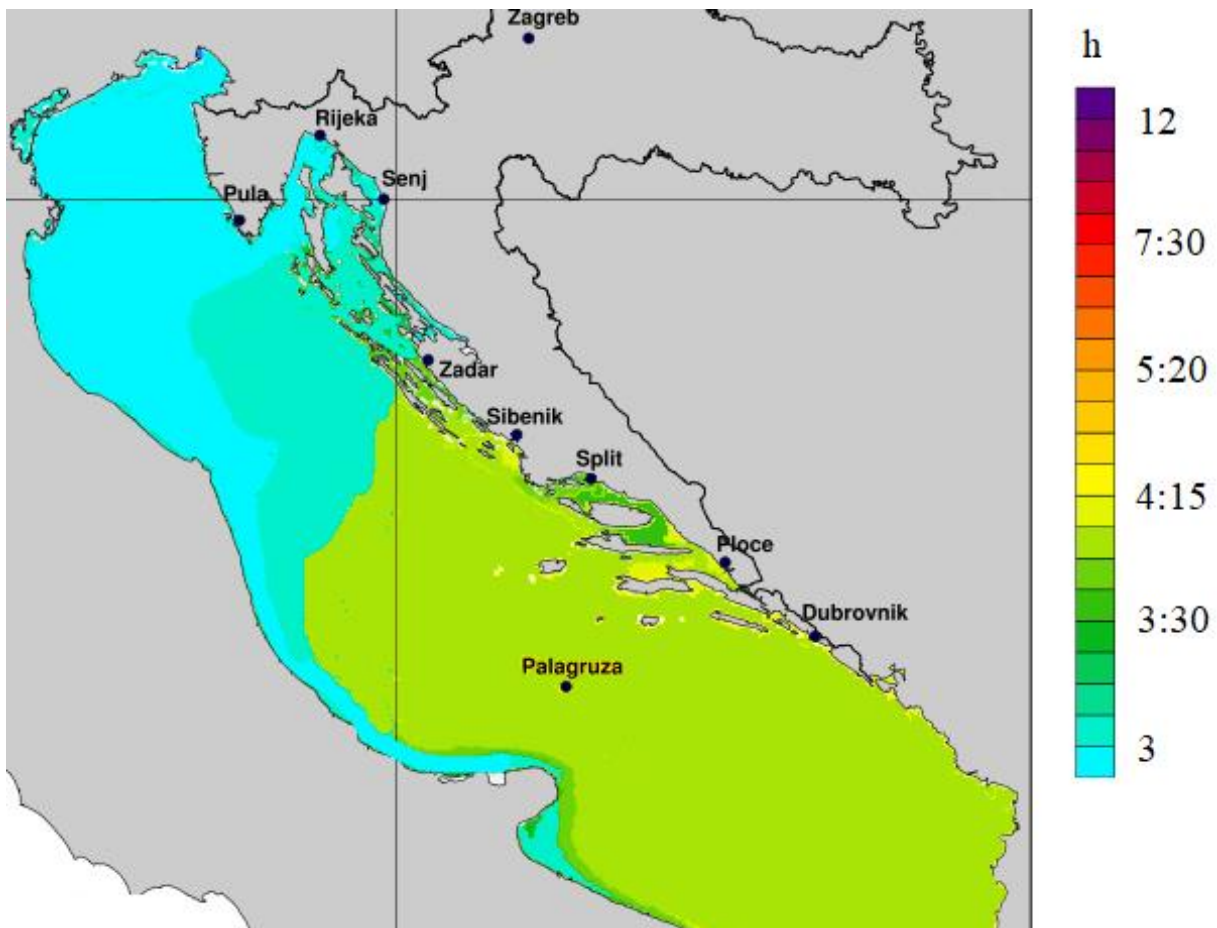 Zagreb
Rijeka
Senj
Pula
Zadar
Sibenik
Split
Ploce
Dubrovnik
Palagruza
h
12
7:30
5:20
4:15
3:30
3